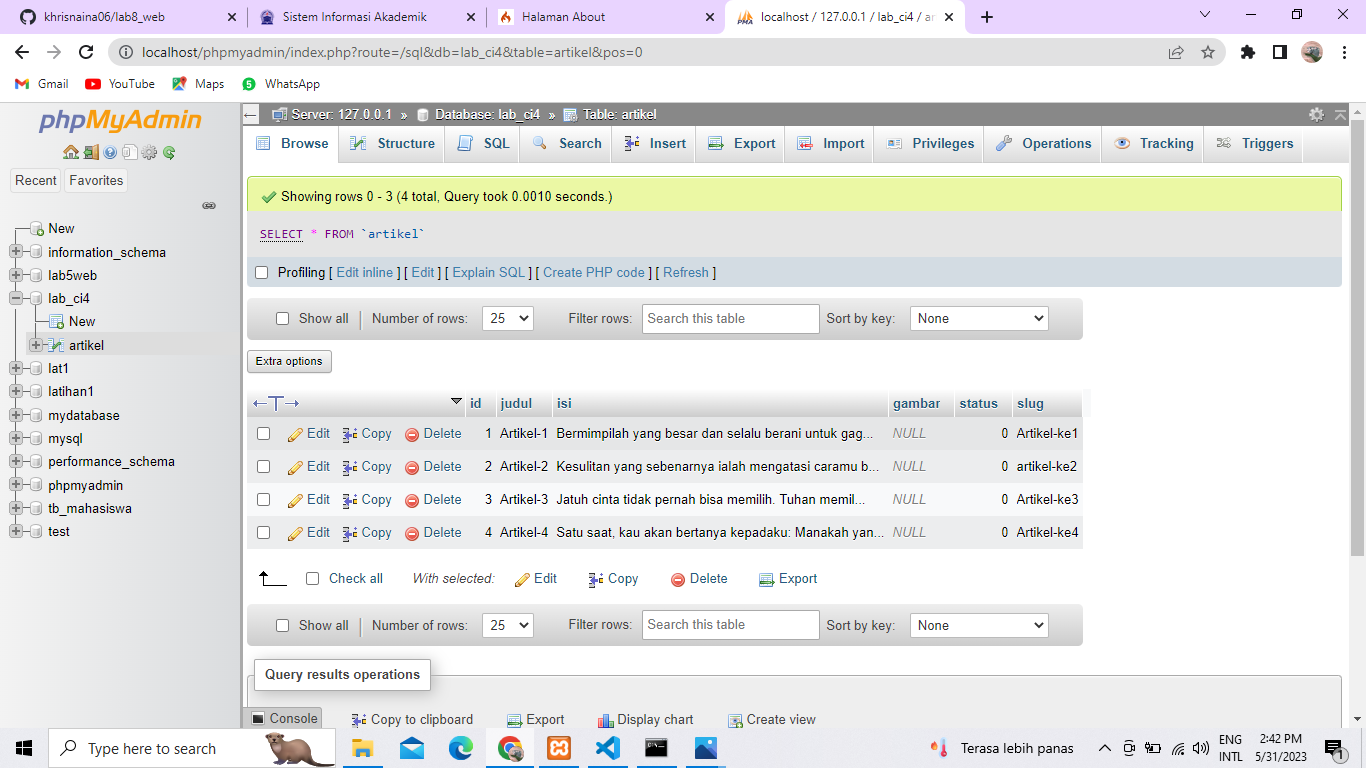 khrisnaina06/lab8_web
Sistem Informasi Akademik
Halaman About
localhost / 127.0.0.1 / lab_ci4 / ar
localhost/phpmyadmin/index.php?route=/sql&db=lab_ci4&table=artikel&pos=0
Gmail YouTube Maps WhatsApp
phpMyAdmin
Recent Favorites
New
information_schema
lab5web
lab_ci4
New
artikel
lat1
latihan1
mydatabase
mysql
performance_schema
phpmyadmin
tb_mahasiswa
test
Server: 127.0.0.1 » Database: lab_ci4 » Table: artikel
Browse Structure SQL Search Insert Export Import Privileges Operations Tracking Triggers
Showing rows 0 - 3 (4 total, Query took 0.0010 seconds.)
SELECT * FROM `artikel`
Profiling [ Edit inline ] [ Edit ] [ Explain SQL ] [ Create PHP code ] [ Refresh ]
Show all | Number of rows: 25 Filter rows: Search this table Sort by key: None
Extra options
id judul isi gambar status slug
Edit Copy Delete 1 Artikel-1 Bermimpilah yang besar dan selalu berani untuk gag... NULL 0 Artikel-ke1
Edit Copy Delete 2 Artikel-2 Kesulitan yang sebenarnya ialah mengatasi caramu b... NULL 0 artikel-ke2
Edit Copy Delete 3 Artikel-3 Jatuh cinta tidak pernah bisa memilih. Tuhan memil... NULL 0 Artikel-ke3
Edit Copy Delete 4 Artikel-4 Satu saat, kau akan bertanya kepadaku: Manakah yan... NULL 0 Artikel-ke4
Check all With selected: Edit Copy Delete Export
Show all | Number of rows: 25 Filter rows: Search this table Sort by key: None
Query results operations
Console
Copy to clipboard Export Display chart Create view
Type here to search
Terasa lebih panas
ENG
INTL
2:42 PM
5/31/2023
1